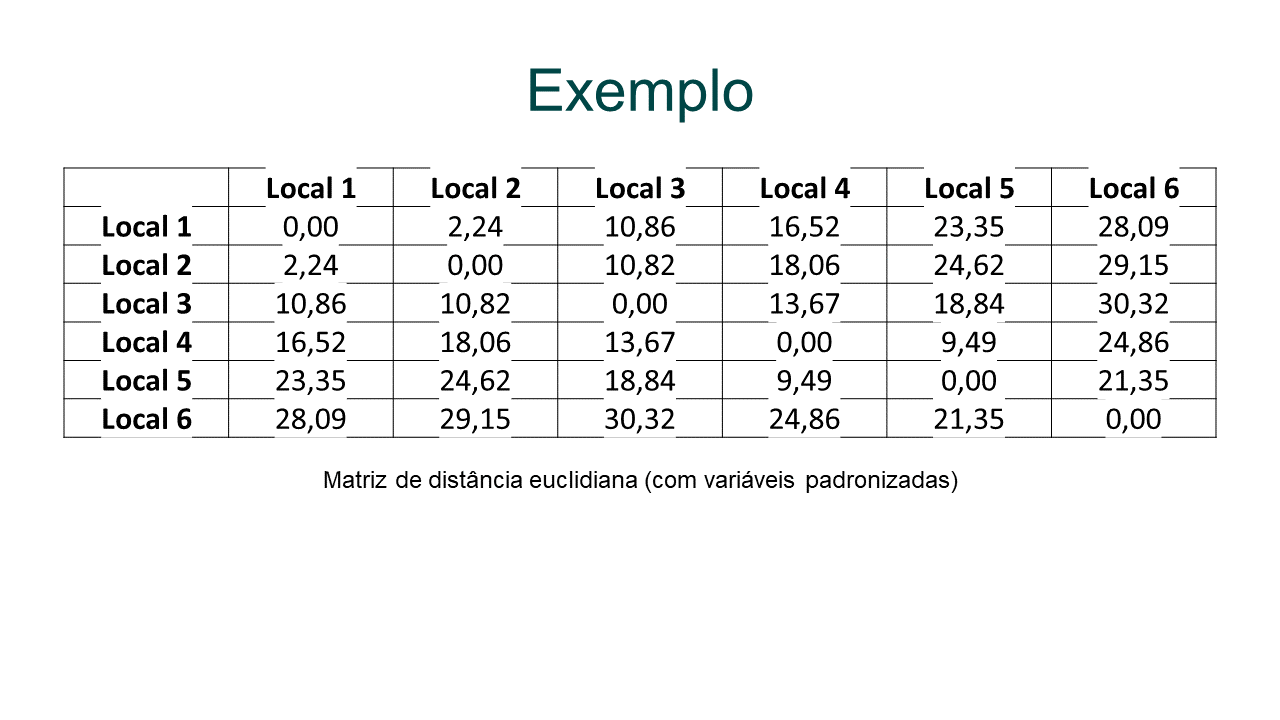 Exemplo
Local 1 Local 2 Local 3 Local 4 Local 5 Local 6
Local 1 0,00 2,24 10,86 16,52 23,35 28,09
Local 2 2,24 0,00 10,82 18,06 24,62 29,15
Local 3 10,86 10,82 0,00 13,67 18,84 30,32
Local 4 16,52 18,06 13,67 0,00 9,49 24,86
Local 5 23,35 24,62 18,84 9,49 0,00 21,35
Local 6 28,09 29,15 30,32 24,86 21,35 0,00
Matriz de distância euclidiana (com variáveis padronizadas)